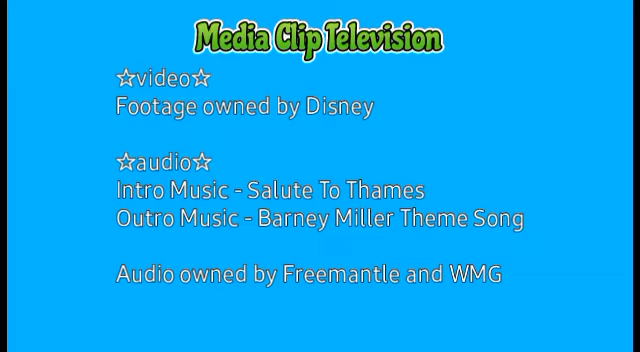 Media Clip Television
☆video☆
Footage owned by Disney
☆audio☆
Intro Music - Salute To Thames
Outro Music - Barney Miller Theme Song
Audio owned by Freemantle and WMG